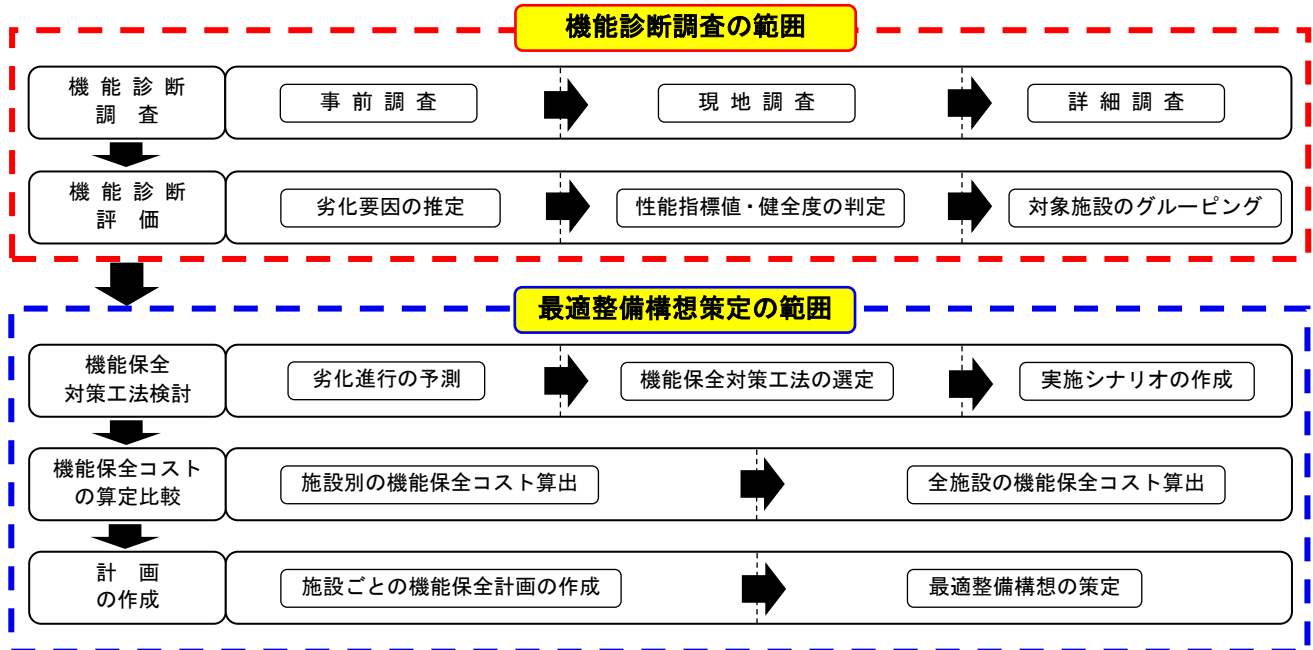 機能診断調査の範囲
機能診断
調査
事前調査
現地調査
詳細調査
機能診断
評価
劣化要因の推定
性能指標値・健全度の判定
対象施設のグルーピング
最適整備構想策定の範囲
機能保全
対策工法検討
劣化進行の予測
機能保全対策工法の選定
実施シナリオの作成
機能保全コスト
の算定比較
施設別の機能保全コスト算出
全施設の機能保全コスト算出
計画
の作成
施設ごとの機能保全計画の作成
最適整備構想の策定